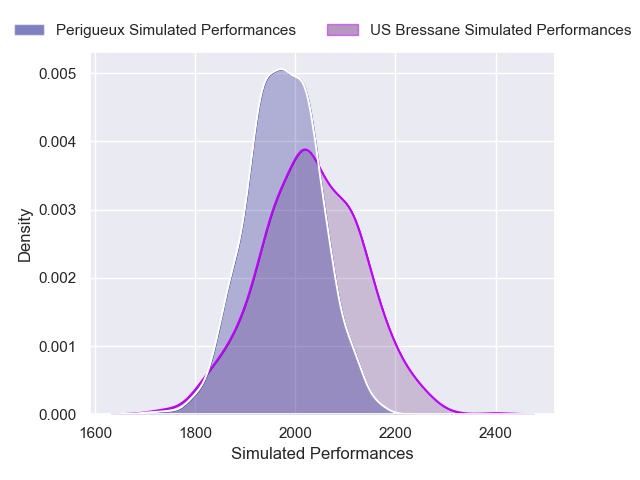 Perigueux Simulated Performances
US Bressane Simulated Performances
0.005
0.004
0.003
0.002
0.001
0.000
Density
1600
1800
2000
2200
2400
Simulated Performances